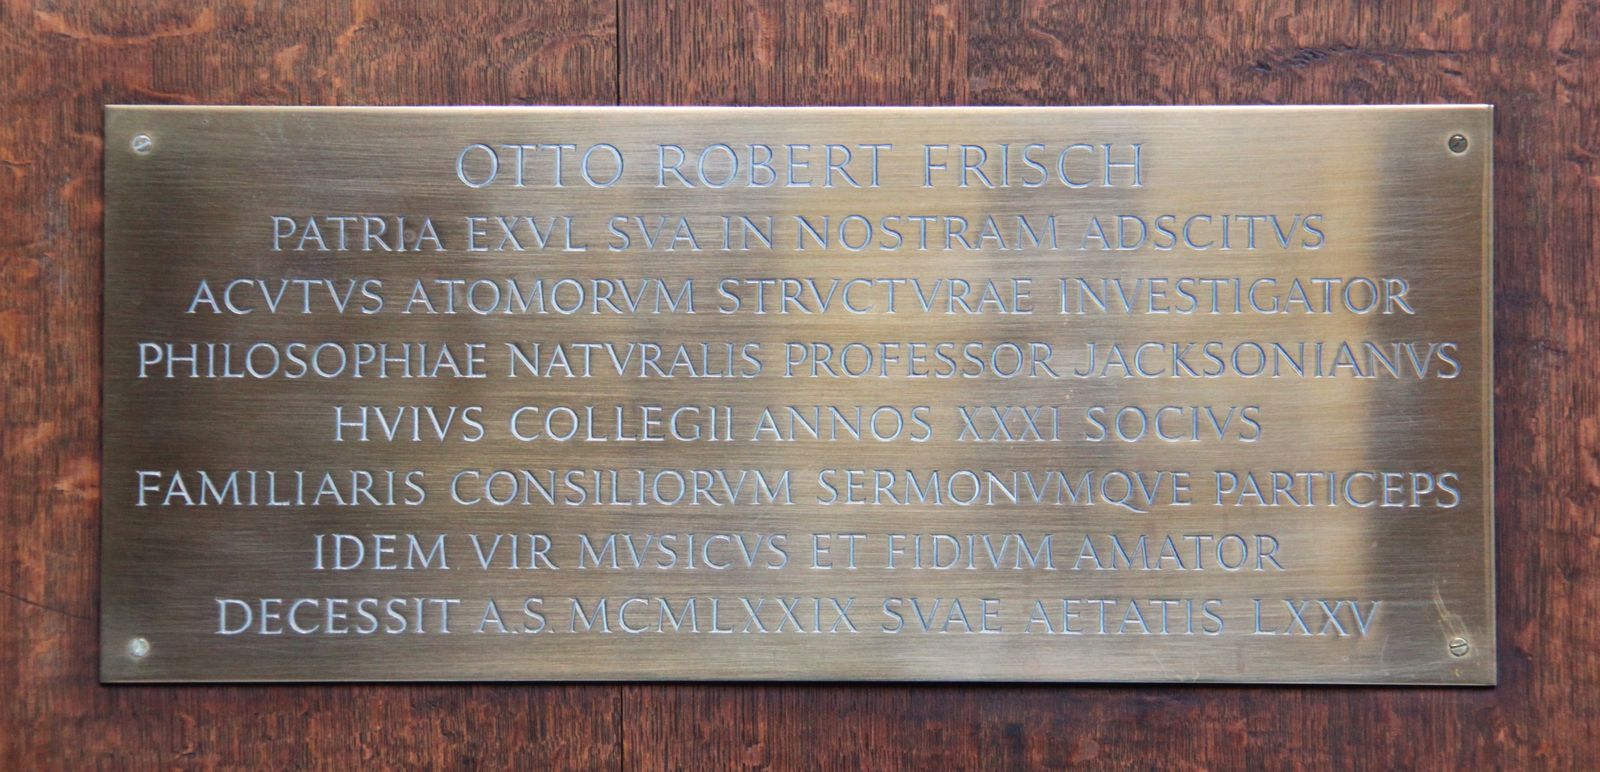 OTTO ROBERT FRISCH
PATRIA EXVL SVA IN NOSTRAM ADSCITVS
ACVTVS ATOMORVM STRVCTVRAE INVESTIGATOR
PHILOSOPHIAE NATVRALIS PROFESSOR JACKSONIANVS
HVIVS COLLEGII ANNOS XXXI SOCIVS
FAMILIARIS CONSILIORVM SERMONVMQVE PARTICEPS
IDEM VIR MVSICVS ET FIDIVM AMATOR
DECESSIT A.S. MCMLXXIX SVAE AETATIS LXXV